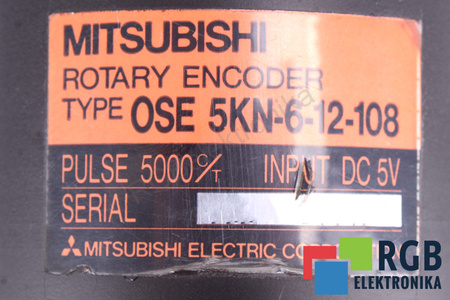 MITSUBISHI
ROTARY ENCODER
TYPE OSE 5KN-6-12-108
PULSE 5000 C/T INPUT DC 5V
SERIAL
MITSUBISHI ELECTRIC
RGB
ELEKTRONIKA